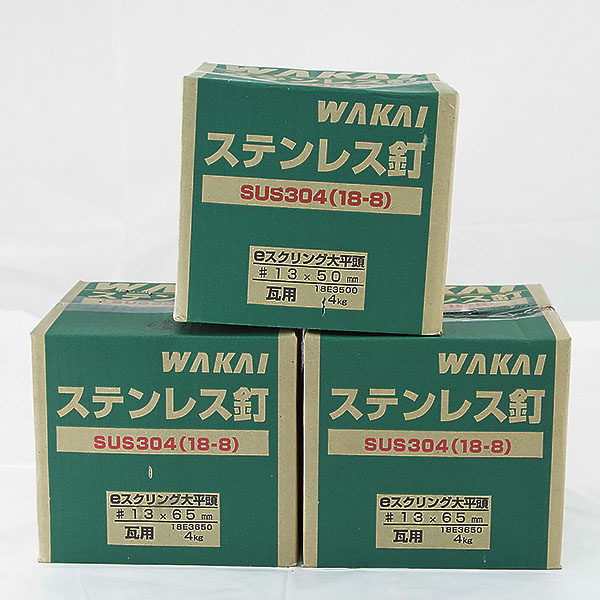 WAKAI
ステンレス釘
SUS304(18-8)
eスクリング大平頭
#13×50mm
18E3500
瓦用 4kg
WAKAI
ステンレス釘
SUS304(18-8)
eスクリング大平頭
#13×65mm
18E3650
瓦用 4kg
WAKAI
ステンレス釘
SUS304(18-8)
eスクリング大平頭
#13×65mm
18E3650
瓦用 4kg